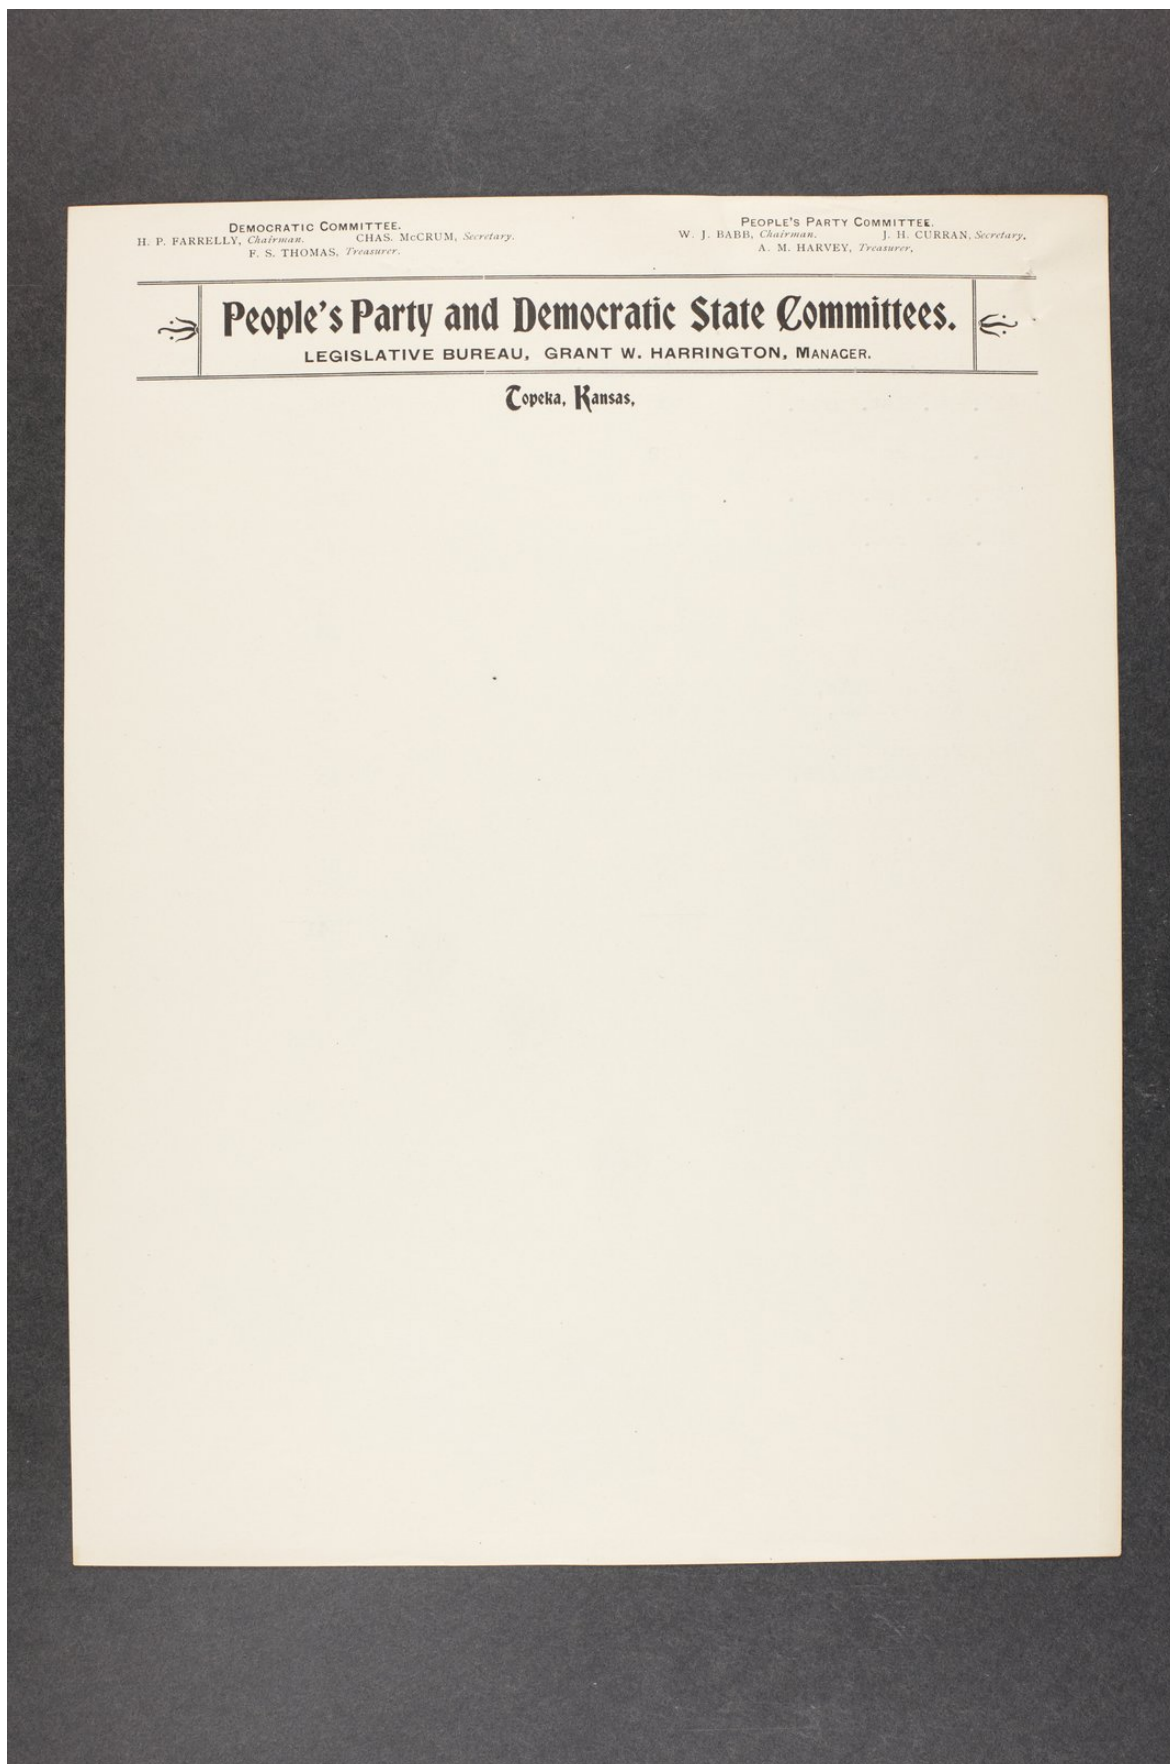 DEMOCRATIC COMMITTEE.
H. P. FARRELLY, Chairman. CHAS. McCRUM, Secretary.
F. S. THOMAS, Treasurer.
PEOPLE'S PARTY COMMITTEE.
W. J. BABB, Chairman. J. H. CURRAN, Secretary.
A. M. HARVEY, Treasurer.
People's Party and Democratic State Committees.
LEGISLATIVE BUREAU, GRANT W. HARRINGTON, MANAGER.
Topeka, Kansas,